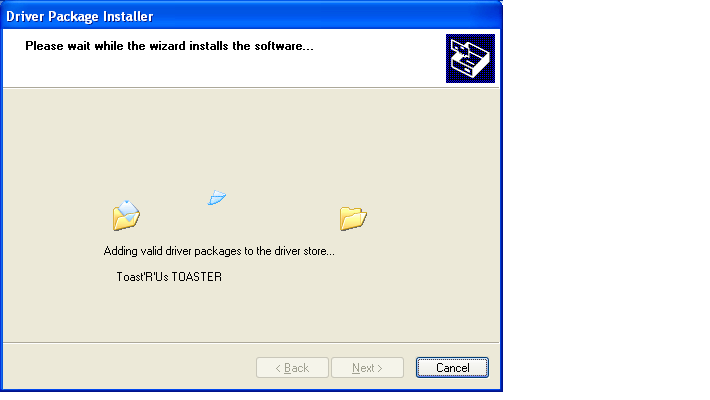 Driver Package Installer
Please wait while the wizard installs the software...
Adding valid driver packages to the driver store...
Toast'R'Us TOASTER
< Back
Next >
Cancel